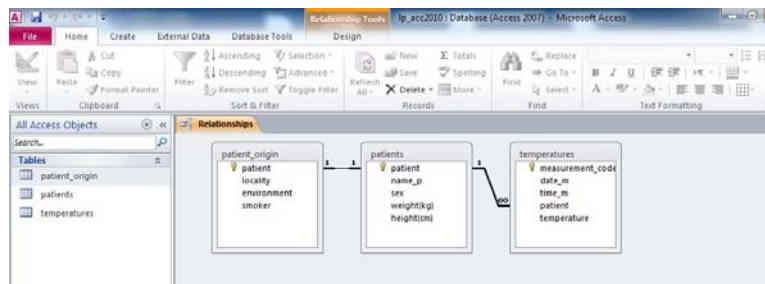 A
Relationship Tools
lp_acc2010 : Database (Access 2007) - Microsoft Access
File Home Create External Data Database Tools Design
View
Views
Paste
Cut
Copy
Format Painter
Clipboard
Filter
Ascending
Descending
Remove Sort
Selection
Advanced
Toggle Filter
Sort & Filter
Refresh
All
New
Save
Delete
Totals
Spelling
More
Records
Find
Replace
Go To
Select
Find
B I U
A
Text Formatting
All Access Objects
Search...
Tables
patient_origin
patients
temperatures
Relationships
patient_origin
patient
locality
environment
smoker
1 1
patients
patient
name_p
sex
weight(kg)
height(cm)
1 ∞
temperatures
measurement_code
date_m
time_m
patient
temperature